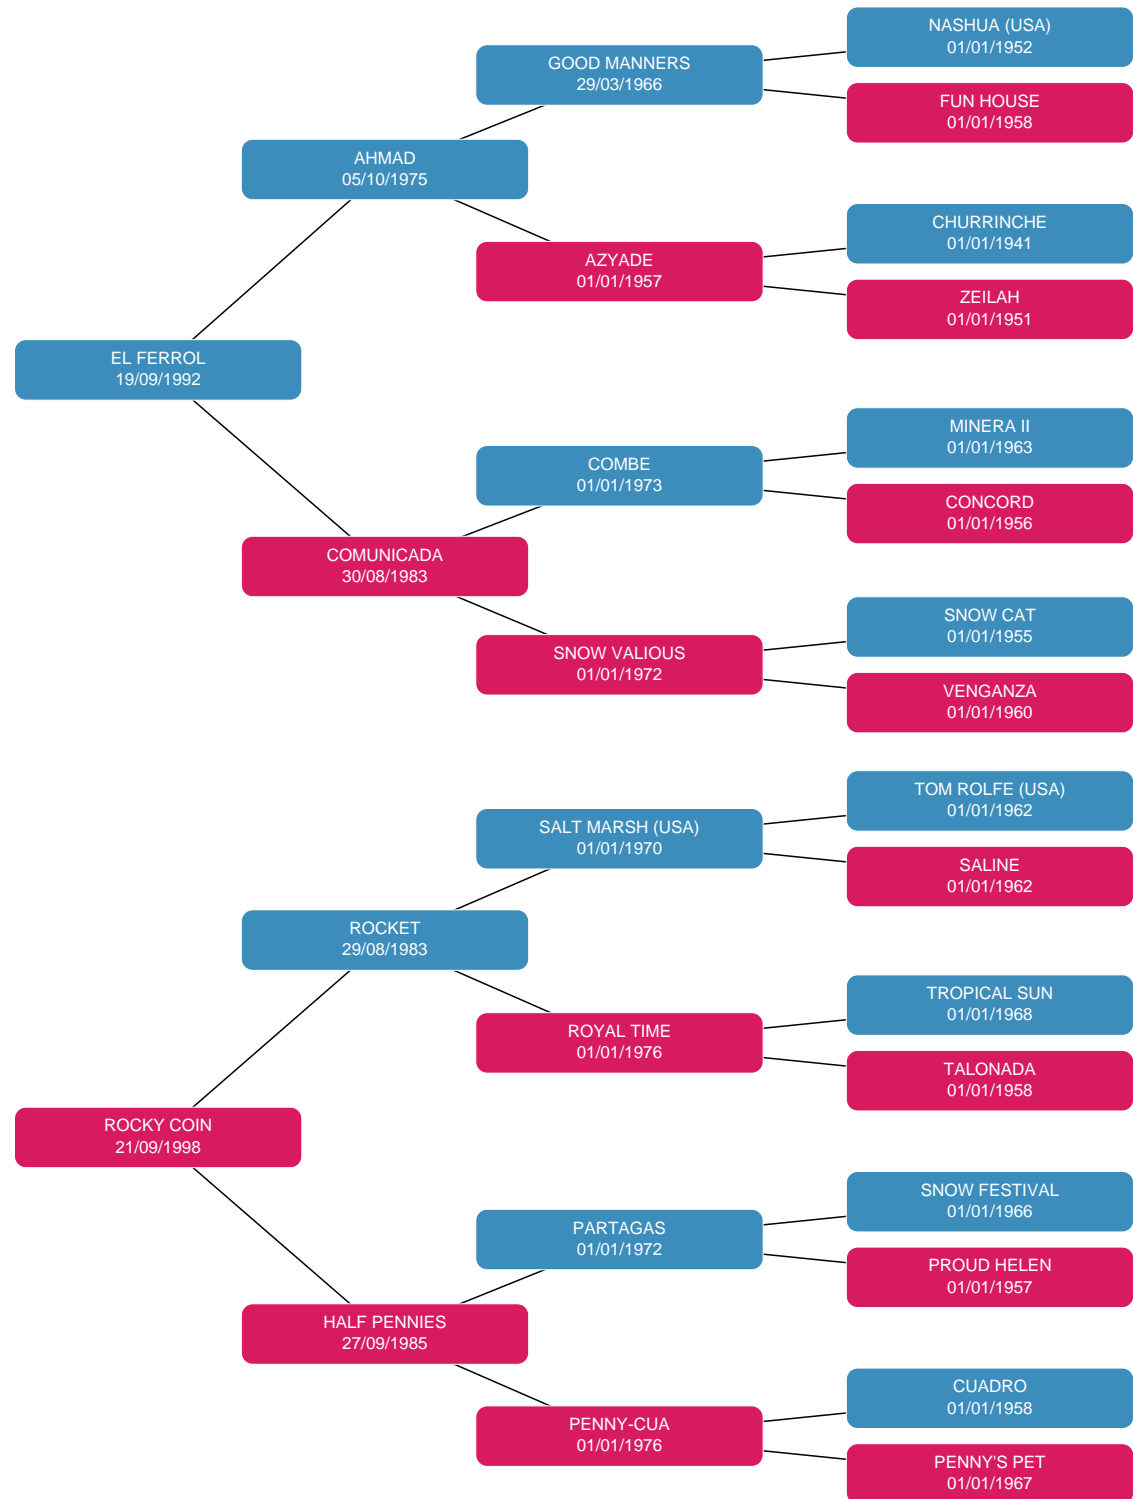 NASHUA (USA)
01/01/1952
GOOD MANNERS
29/03/1966
FUN HOUSE
01/01/1958
AHMAD
05/10/1975
CHURRINCHE
01/01/1941
AZYADE
01/01/1957
ZEILAH
01/01/1951
EL FERROL
19/09/1992
MINERA II
01/01/1963
COMBE
01/01/1973
CONCORD
01/01/1956
COMUNICADA
30/08/1983
SNOW CAT
01/01/1955
SNOW VALIOUS
01/01/1972
VENGANZA
01/01/1960
TOM ROLFE (USA)
01/01/1962
SALT MARSH (USA)
01/01/1970
SALINE
01/01/1962
ROCKET
29/08/1983
TROPICAL SUN
01/01/1968
ROYAL TIME
01/01/1976
TALONADA
01/01/1958
ROCKY COIN
21/09/1998
SNOW FESTIVAL
01/01/1966
PARTAGAS
01/01/1972
PROUD HELEN
01/01/1957
HALF PENNIES
27/09/1985
CUADRO
01/01/1958
PENNY-CUA
01/01/1976
PENNY'S PET
01/01/1967